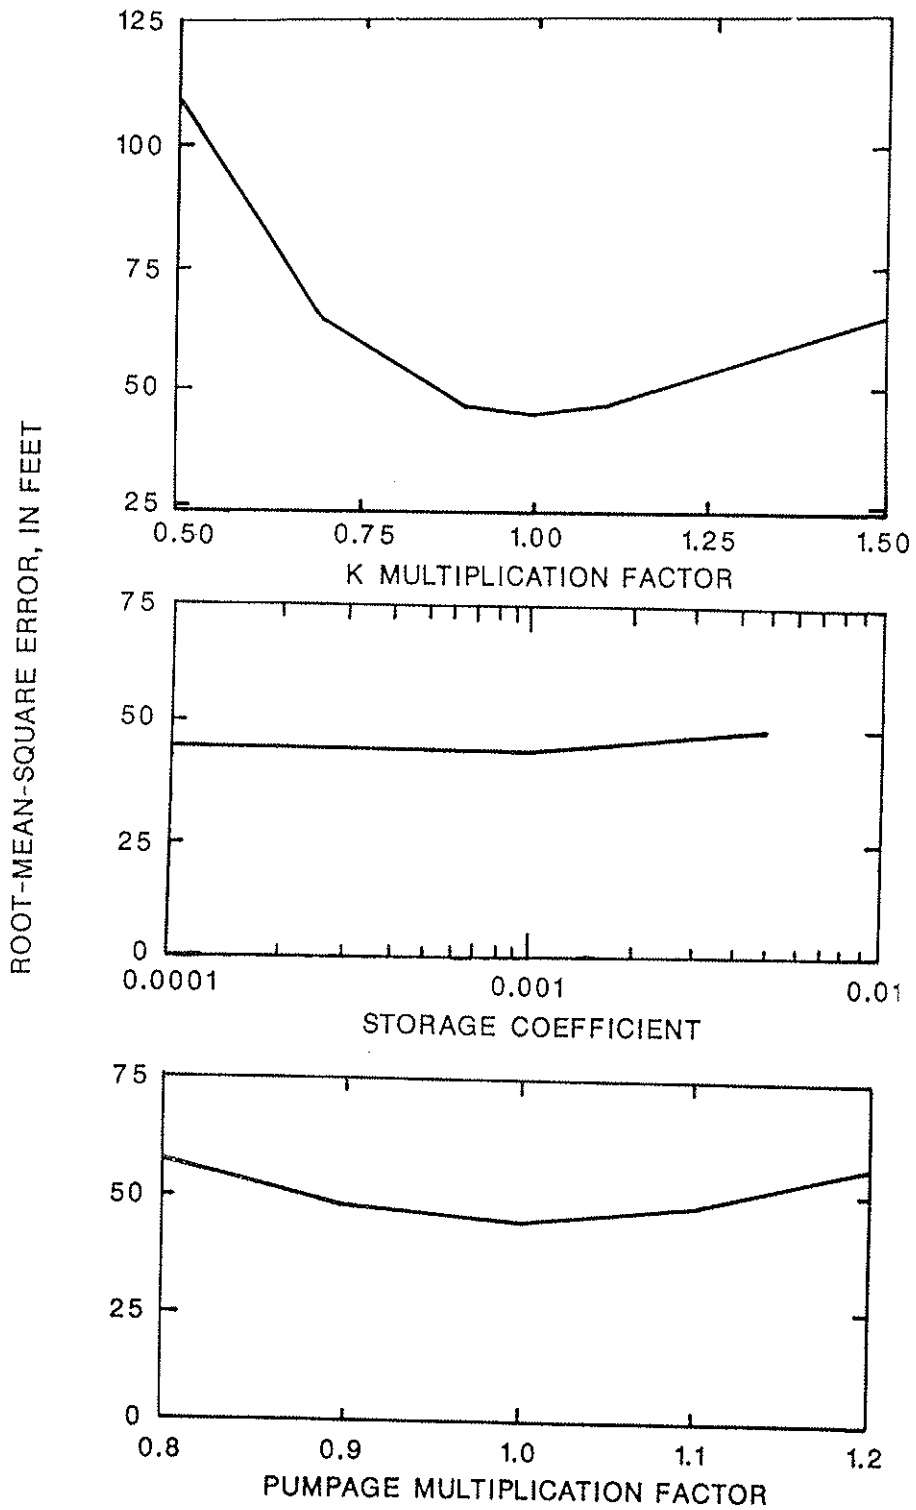 125
100
75
50
25
0.50 0.75 1.00 1.25 1.50
K MULTIPLICATION FACTOR
ROOT-MEAN-SQUARE ERROR, IN FEET
75
50
25
0
0.0001 0.001 0.01
STORAGE COEFFICIENT
75
50
25
0
0.8 0.9 1.0 1.1 1.2
PUMPAGE MULTIPLICATION FACTOR